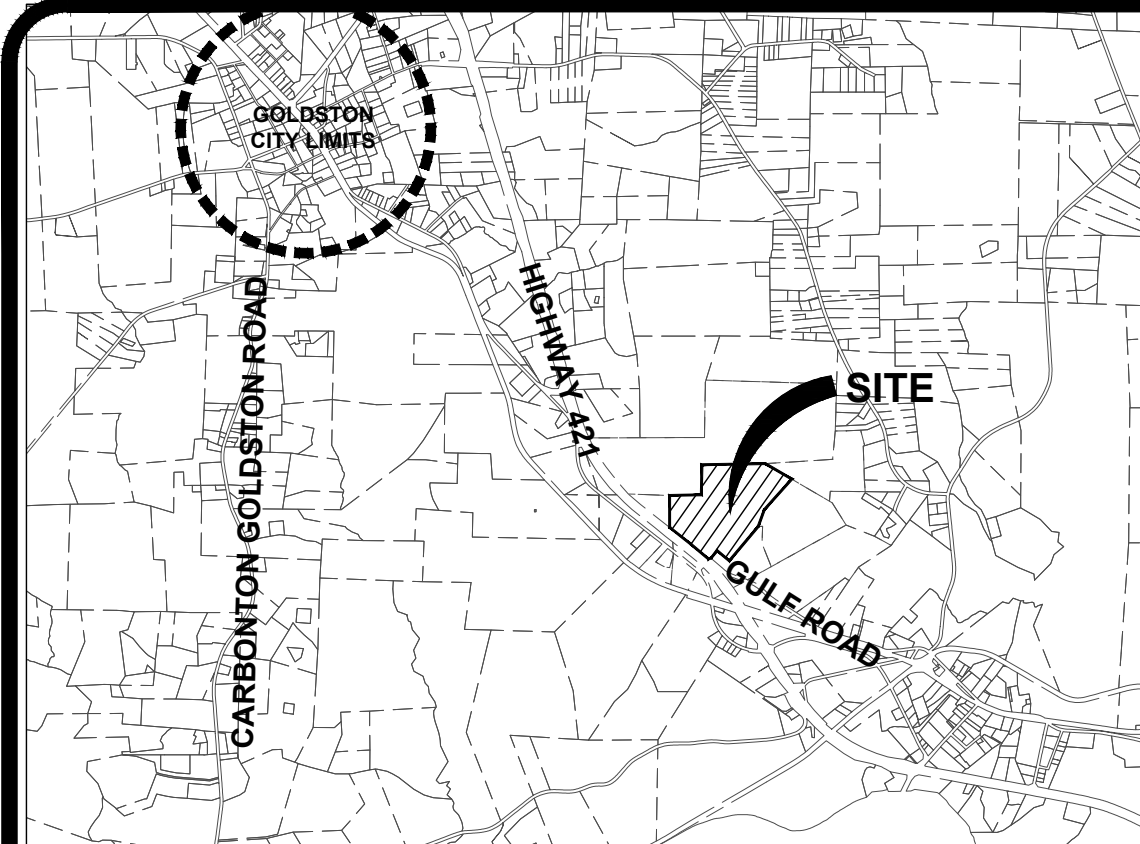 GOLDSTON
CITY LIMITS
HIGHWAY 421
CARBONTON GOLDSTON ROAD
SITE
GULF ROAD